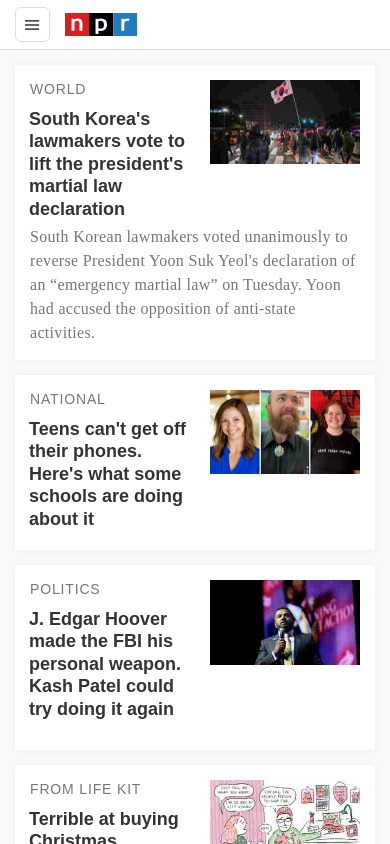 npr
WORLD
South Korea's
lawmakers vote to
lift the president's
martial law
declaration
South Korean lawmakers voted unanimously to
reverse President Yoon Suk Yeol's declaration of
an “emergency martial law” on Tuesday. Yoon
had accused the opposition of anti-state
activities.
NATIONAL
Teens can't get off
their phones.
Here's what some
schools are doing
about it
POLITICS
J. Edgar Hoover
made the FBI his
personal weapon.
Kash Patel could
try doing it again
FROM LIFE KIT
Terrible at buying
Christmas